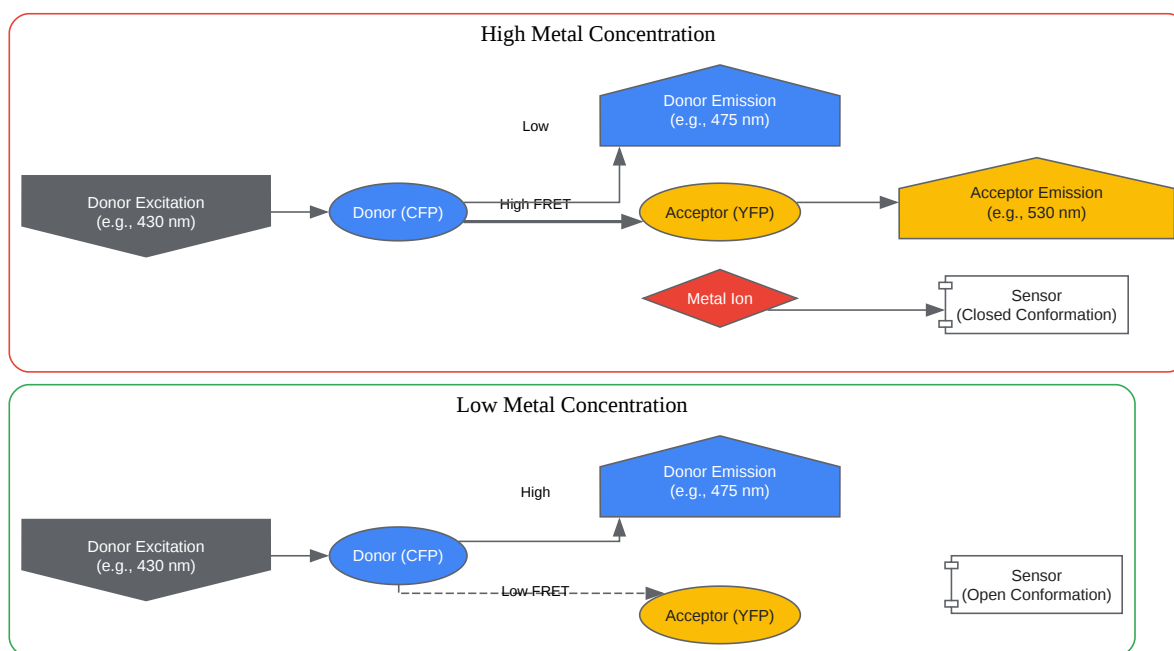 High Metal Concentration
Donor Emission
(e.g., 475 nm)
Low
Donor Excitation
(e.g., 430 nm)
Donor (CFP)
High FRET
Acceptor (YFP)
Acceptor Emission
(e.g., 530 nm)
Metal Ion
Sensor
(Closed Conformation)
Low Metal Concentration
Donor Emission
(e.g., 475 nm)
High
Donor Excitation
(e.g., 430 nm)
Donor (CFP)
Low FRET
Acceptor (YFP)
Sensor
(Open Conformation)